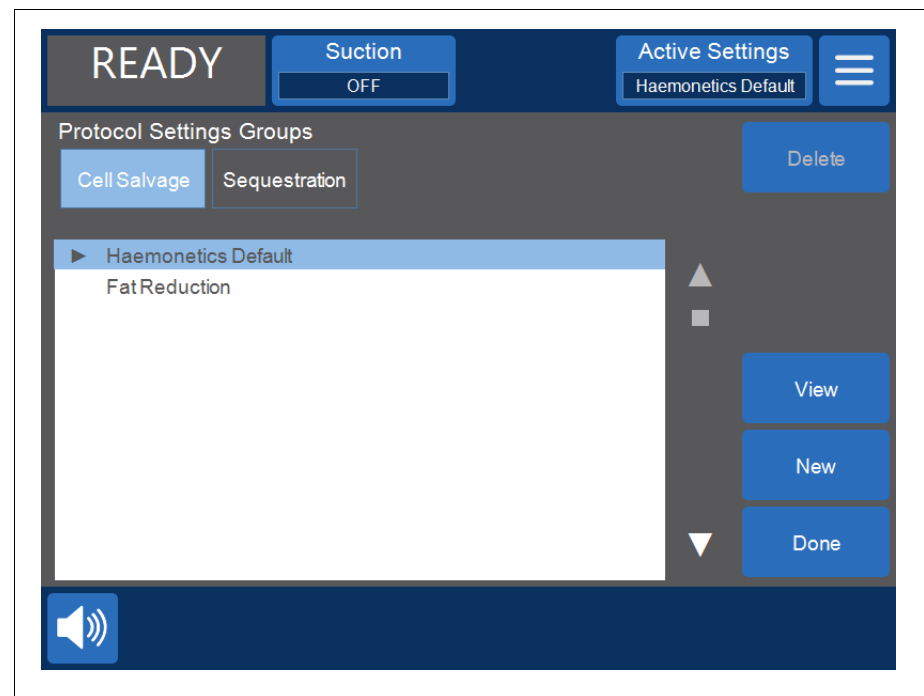 READY
Suction
OFF
Active Settings
Haemonetics Default
Protocol Settings Groups
Cell Salvage
Sequestration
Delete
Haemonetics Default
Fat Reduction
View
New
Done